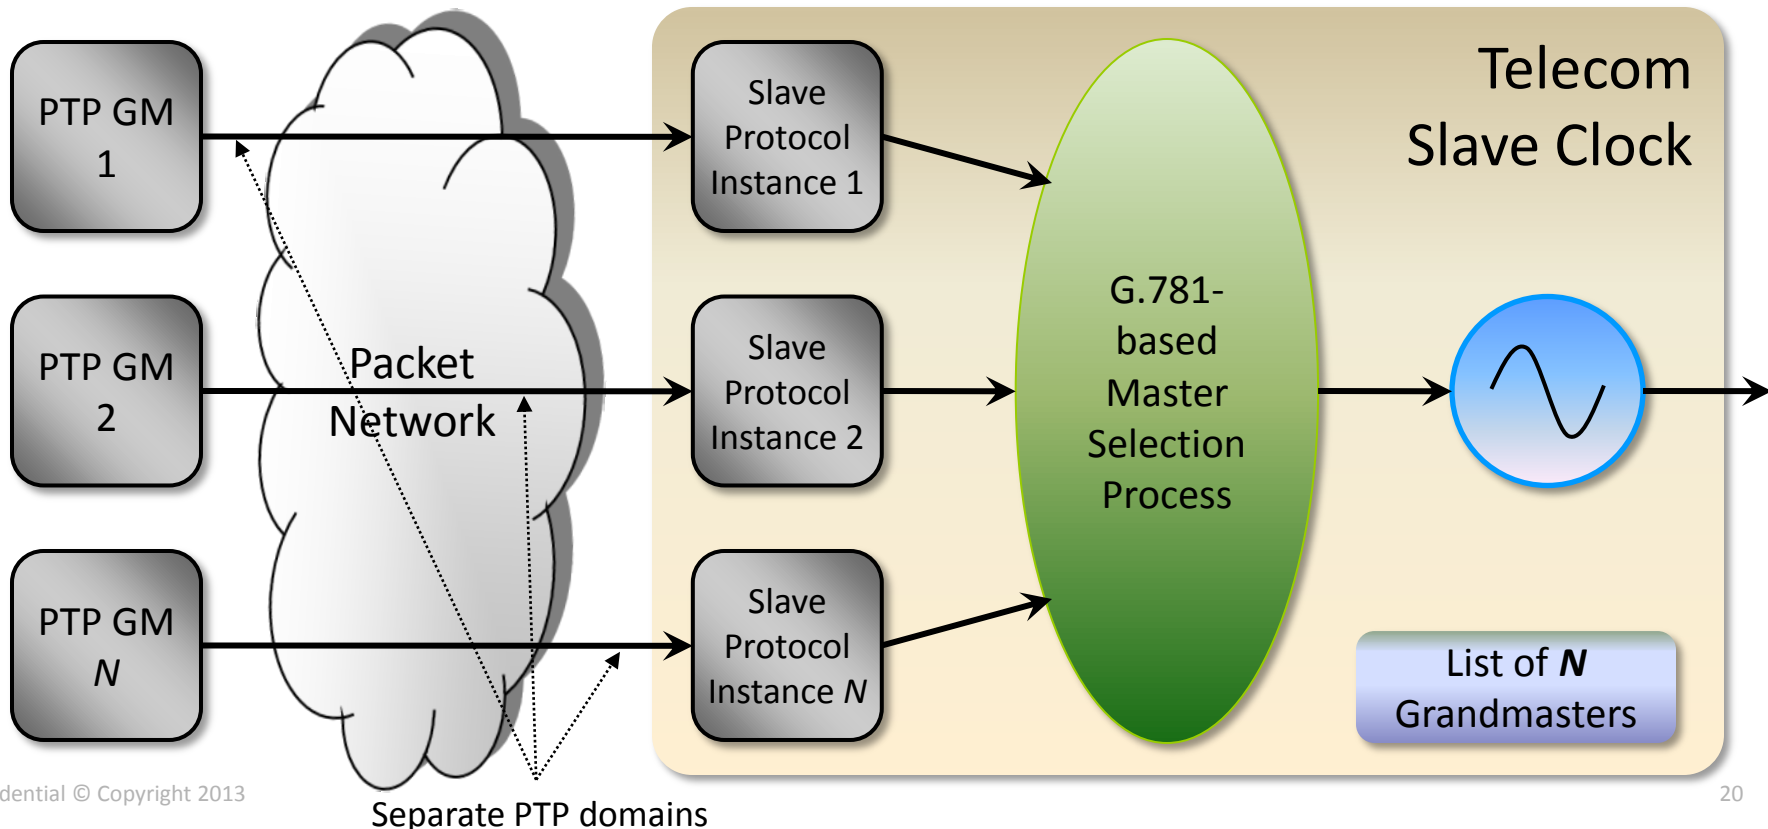 PTP GM
1
Slave
Protocol
Instance 1
Telecom
Slave Clock
PTP GM
2
Packet
Network
Slave
Protocol
Instance 2
G.781-
based
Master
Selection
Process
PTP GM
N
Slave
Protocol
Instance N
List of N
Grandmasters
dential © Copyright 2013
Separate PTP domains
20